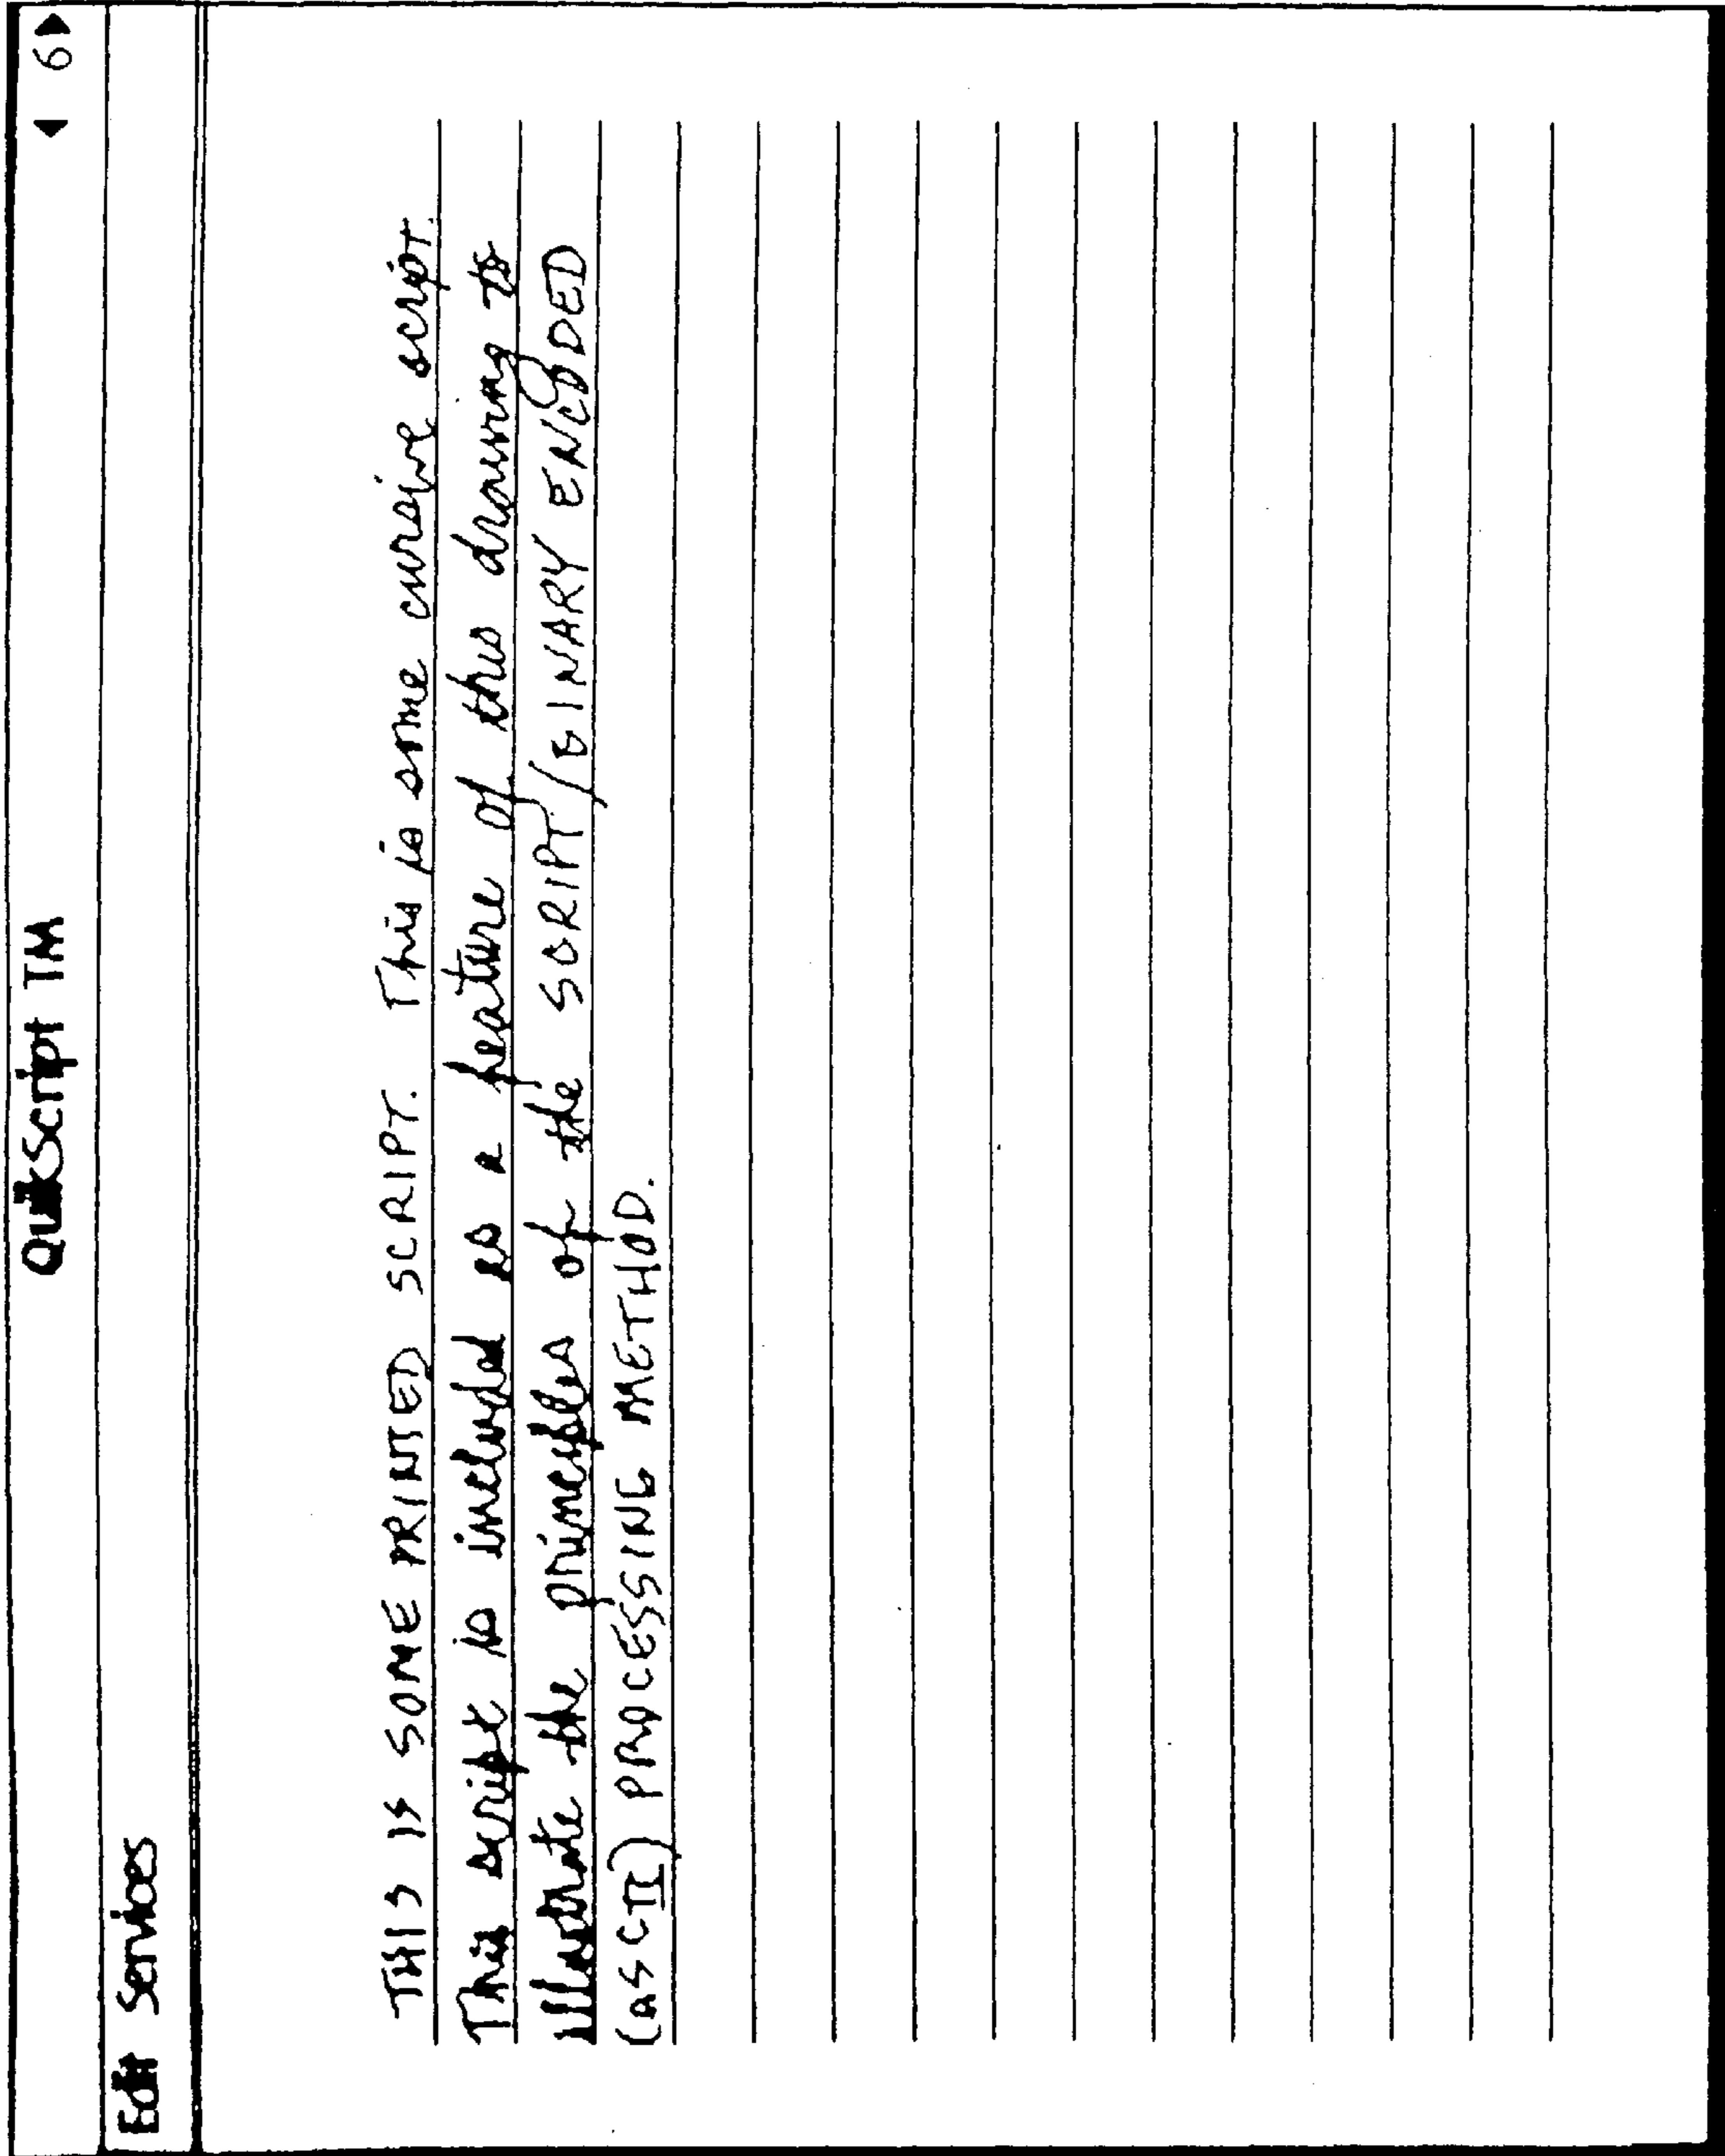 QuikScript TM
◀ 6 ▶
Edit Services
THIS IS SOME PRINTED SCRIPT. This is some cursive script.
This script is included as a feature of this drawing to
illustrate the principles of the SCRIPT/BINARY ENCODED
(ASCII) PROCESSING METHOD.